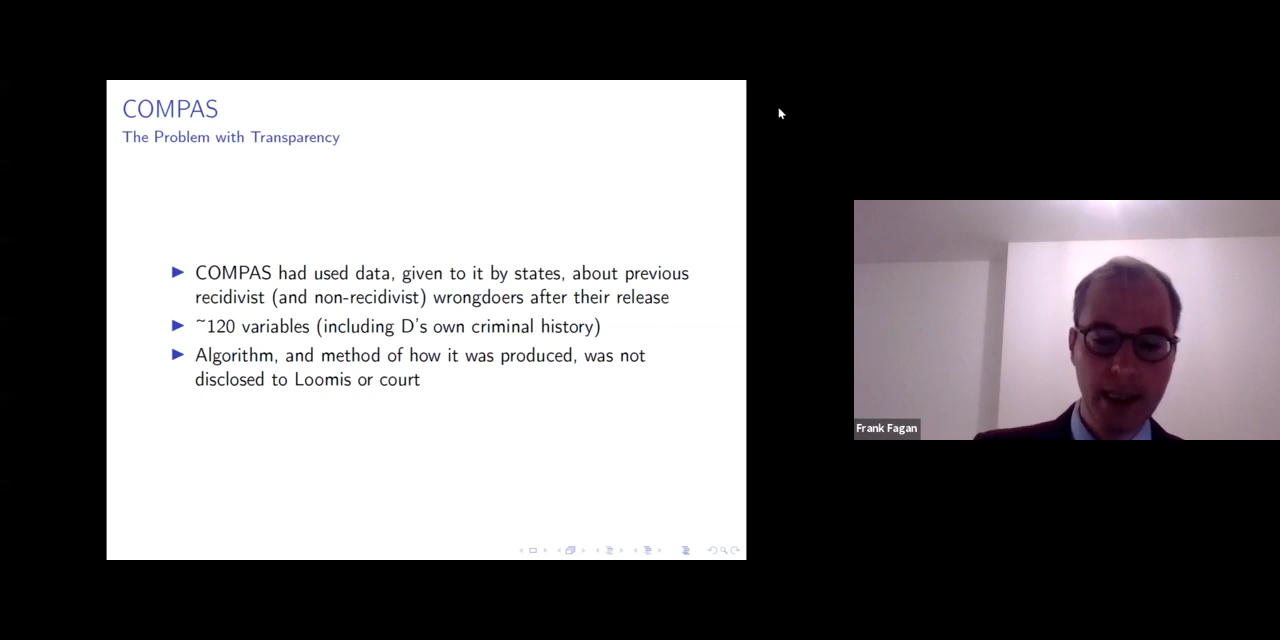 COMPAS
The Problem with Transparency
COMPAS had used data, given to it by states, about previous
recidivist (and non-recidivist) wrongdoers after their release
~120 variables (including D's own criminal history)
Algorithm, and method of how it was produced, was not
disclosed to Loomis or court
Frank Fagan